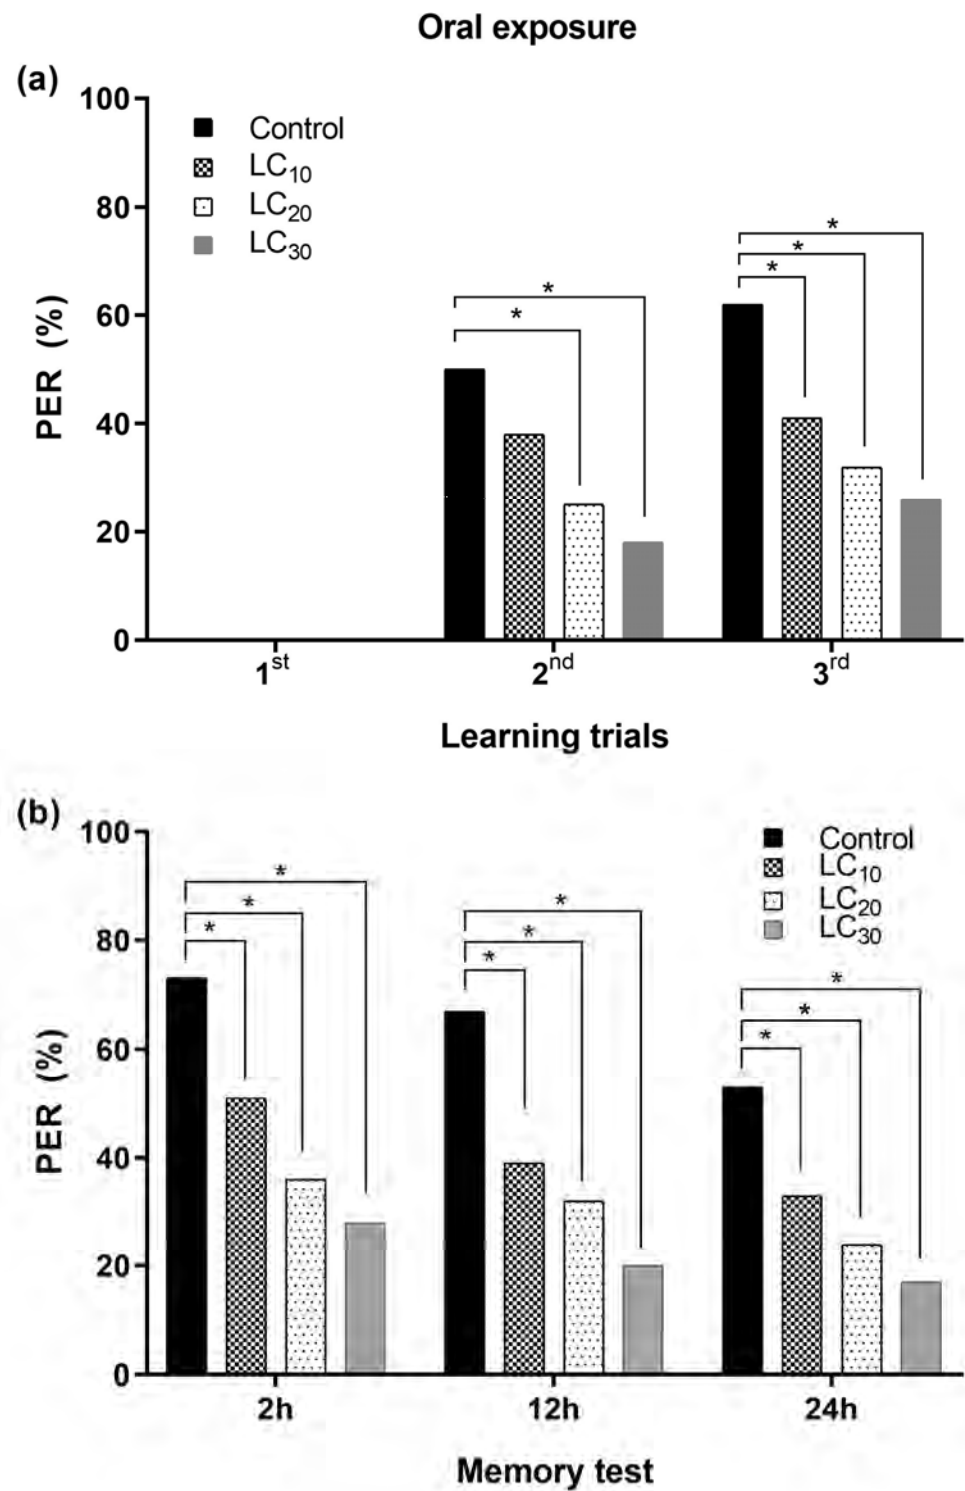 Oral exposure
(a)
100
80
60
40
20
0
PER (%)
Control
LC10
LC20
LC30
* *
* * *
1st 2nd 3rd
Learning trials
(b)
100
80
60
40
20
0
PER (%)
Control
LC10
LC20
LC30
* * *
* * *
* * *
2h 12h 24h
Memory test